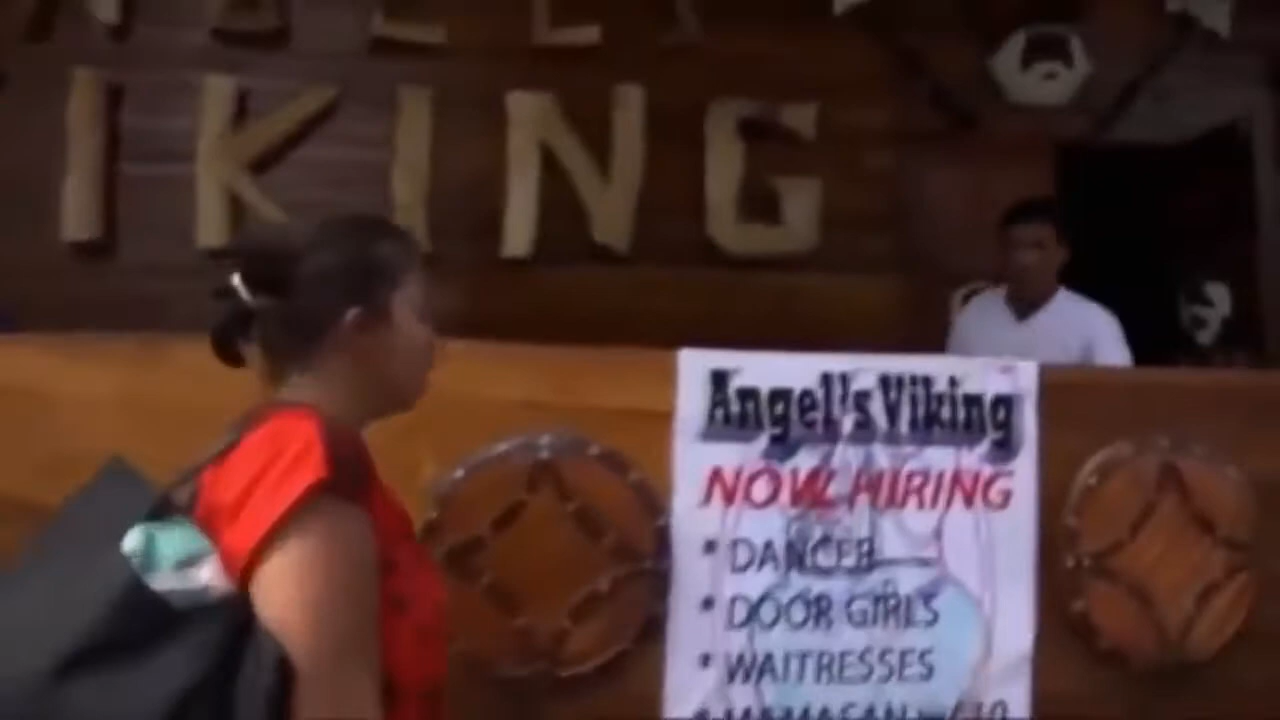 IKING
Angel's Viking
NOW HIRING
* DANCER
* DOOR GIRLS
* WAITRESSES